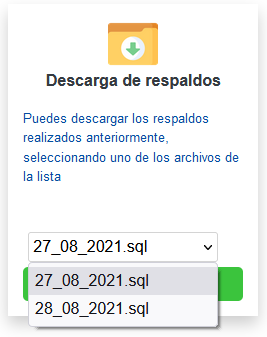 Descarga de respaldos
Puedes descargar los respaldos
realizados anteriormente,
seleccionando uno de los archivos de
la lista
27_08_2021.sql
27_08_2021.sql
28_08_2021.sql